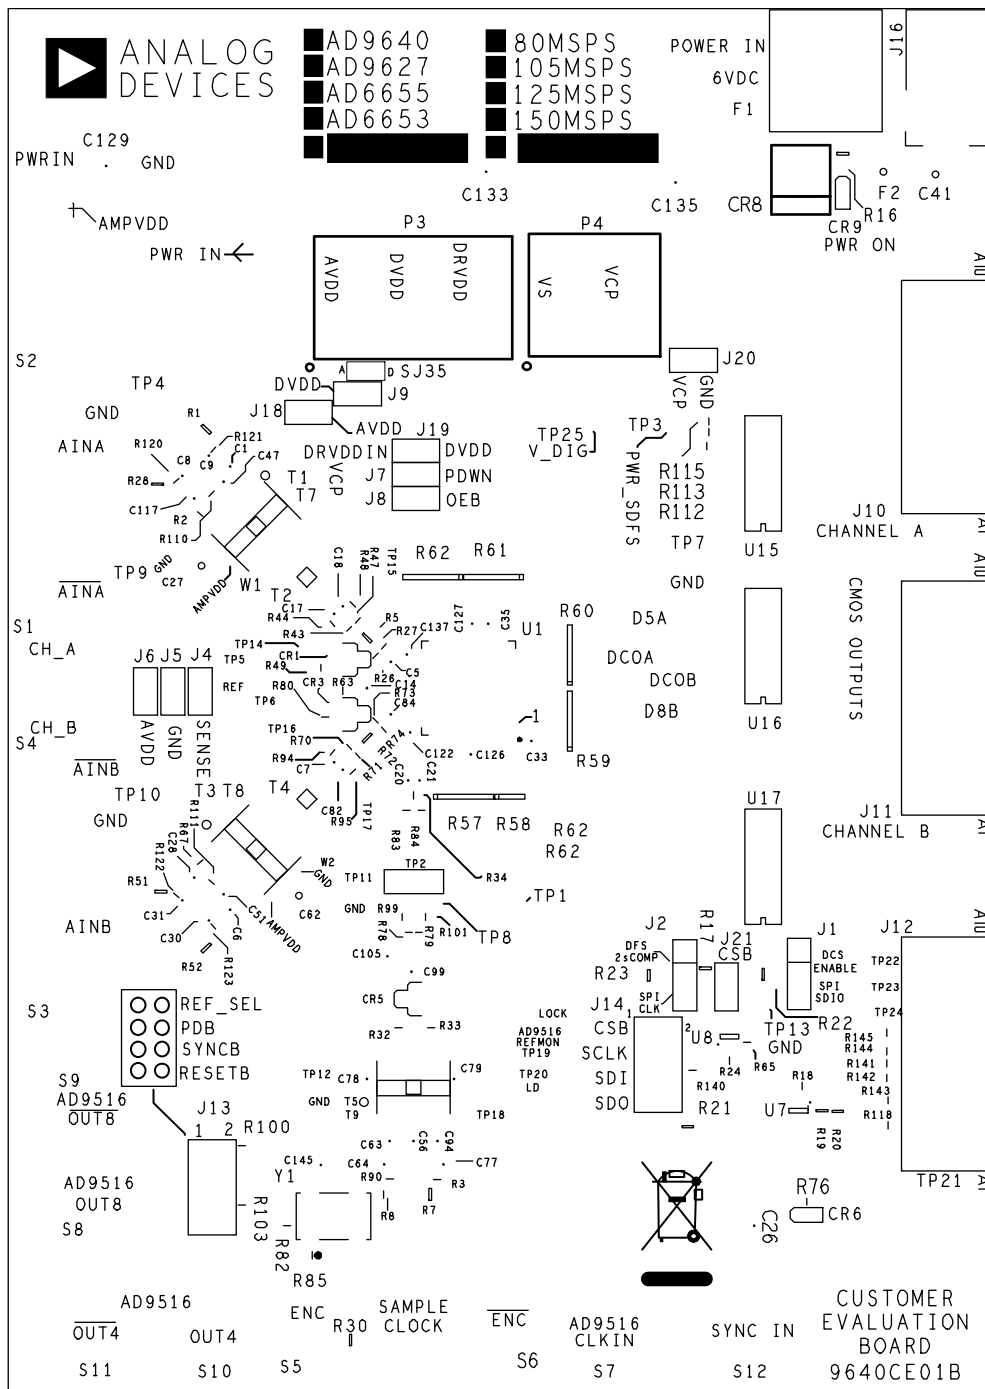 ANALOG
DEVICES
AD9640
AD9627
AD6655
AD6653
80MSPS
105MSPS
125MSPS
150MSPS
POWER IN
6VDC
F1
J16
PWRIN
C129
GND
C133
C135
CR8
CR9
PWR ON
R16
F2
C41
AMPVDD
PWR IN
P3
AVDD
DVDD
DRVDD
P4
VS
VCP
S2
A
D
SJ35
DVDD
J9
J18
AVDD
J20
VCP
GND
TP4
GND
R1
AINA
R120
R121
C1
C47
C8
C9
R28
C117
R2
R110
T1
T7
J19
DRVDDIN
DVDD
VCP
J7
PDWN
J8
OEB
TP25
V_DIG
TP3
PWR_SDFS
R115
R113
R112
TP7
GND
U15
J10
CHANNEL A
GND
C27
TP9
AINA
AMPVDD
W1
T2
C18
R48
R47
TP15
R62
R61
C17
R44
R43
R5
R27
C137
C127
C35
U1
R60
D5A
DCOA
DCOB
D8B
CMOS OUTPUTS
U16
S1
CH_A
J6
J5
J4
TP5
REF
TP14
CR1
R49
R80
CR3
R63
R26
C5
C14
R73
C84
TP6
TP16
R70
R74
R72
R71
R94
C7
C122
C126
C20
C21
1
C33
R59
CH_B
S4
AVDD
GND
SENSE
AINB
TP10
GND
T3
T8
T4
C82
R95
TP17
R83
R84
R57
R58
R62
R62
U17
J11
CHANNEL B
R111
R67
C28
R122
R51
C31
C30
C51
C6
R52
R123
AMPVDD
W2
GND
C62
AINB
TP11
TP2
R34
GND
R99
R78
R79
R101
TP8
TP1
C105
C99
CR5
R32
R33
J2
DFS
2sCOMP
R17
J21
CSB
R23
SPI
CLK
J14
1
2
J1
DCS
ENABLE
SPI
SDIO
J12
TP22
TP23
TP24
S3
REF_SEL
PDB
SYNCB
RESETB
LOCK
AD9516
REFMON
TP19
TP20
LD
CSB
SCLK
SDI
SDO
U8
R24
R65
R140
R21
TP13
GND
R22
R145
R144
R141
R142
R143
R118
R18
U7
R19
R20
S9
AD9516
OUT8
J13
1
2
R100
TP12
C78
C79
GND
T5
T9
TP18
C63
C56
C94
C145
C64
C77
R90
R3
Y1
R8
R7
AD9516
OUT8
S8
R103
R82
R85
TP21
R76
CR6
C26
AD9516
OUT4
S11
OUT4
S10
ENC
S5
R30
SAMPLE
CLOCK
ENC
S6
AD9516
CLKIN
S7
SYNC IN
S12
CUSTOMER
EVALUATION
BOARD
9640CE01B